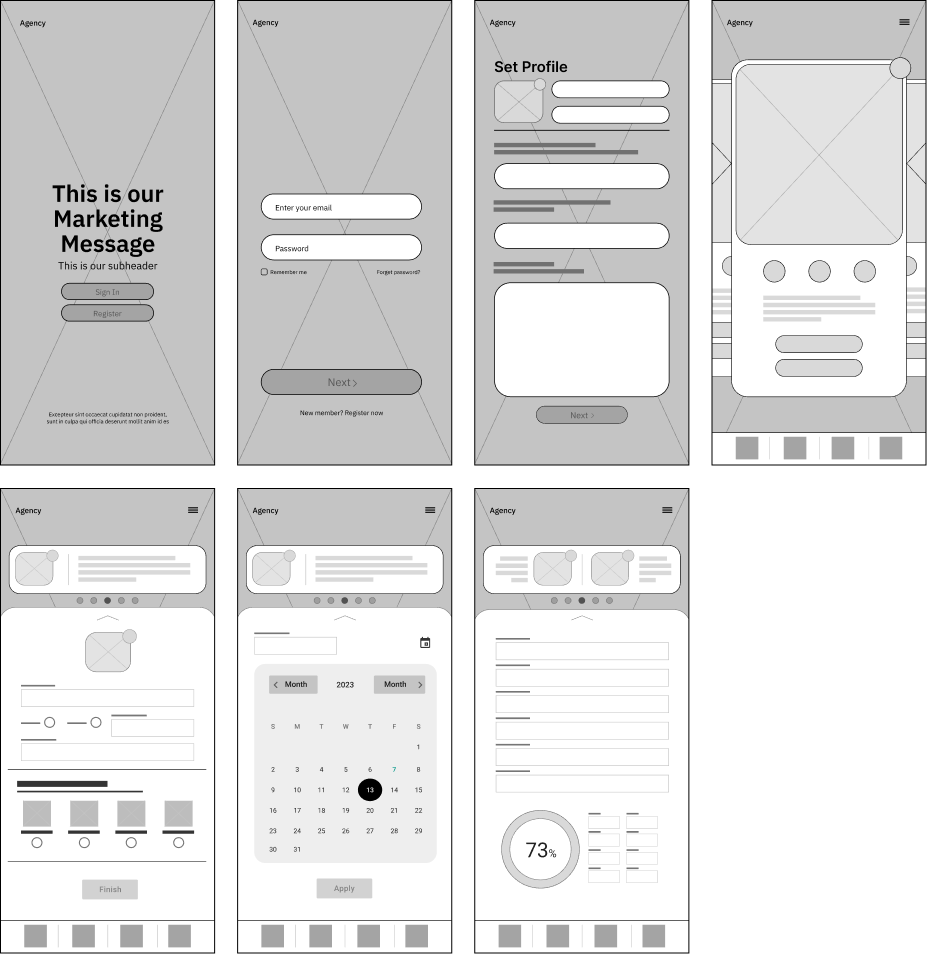 Agency
This is our
Marketing
Message
This is our subheader
Sign In
Register
Excepteur sint occaecat cupidatat non proident,
sunt in culpa qui officia deserunt mollit anim id es
Agency
Enter your email
Password
Remember me
Forget password?
Next >
New member? Register now
Agency
Set Profile
Next >
Agency
Agency
Finish
Agency
< Month
2023
Month >
S M T W T F S
1
2 3 4 5 6 7 8
9 10 11 12 13 14 15
16 17 18 19 20 21 22
23 24 25 26 27 28 29
30 31
Apply
Agency
73%